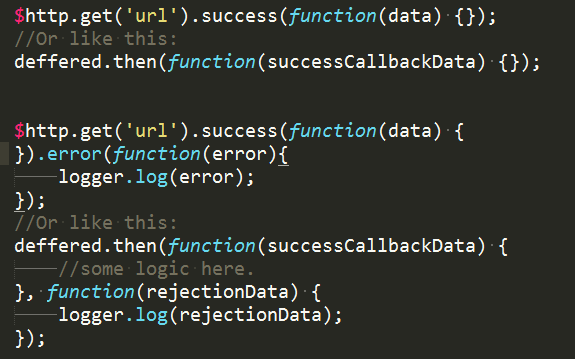 $http.get('url').success(function(data) {});
//Or like this:
deffered.then(function(successCallbackData) {});
$http.get('url').success(function(data) {
}).error(function(error){
logger.log(error);
});
//Or like this:
deffered.then(function(successCallbackData) {
//some logic here.
}, function(rejectionData) {
logger.log(rejectionData);
});